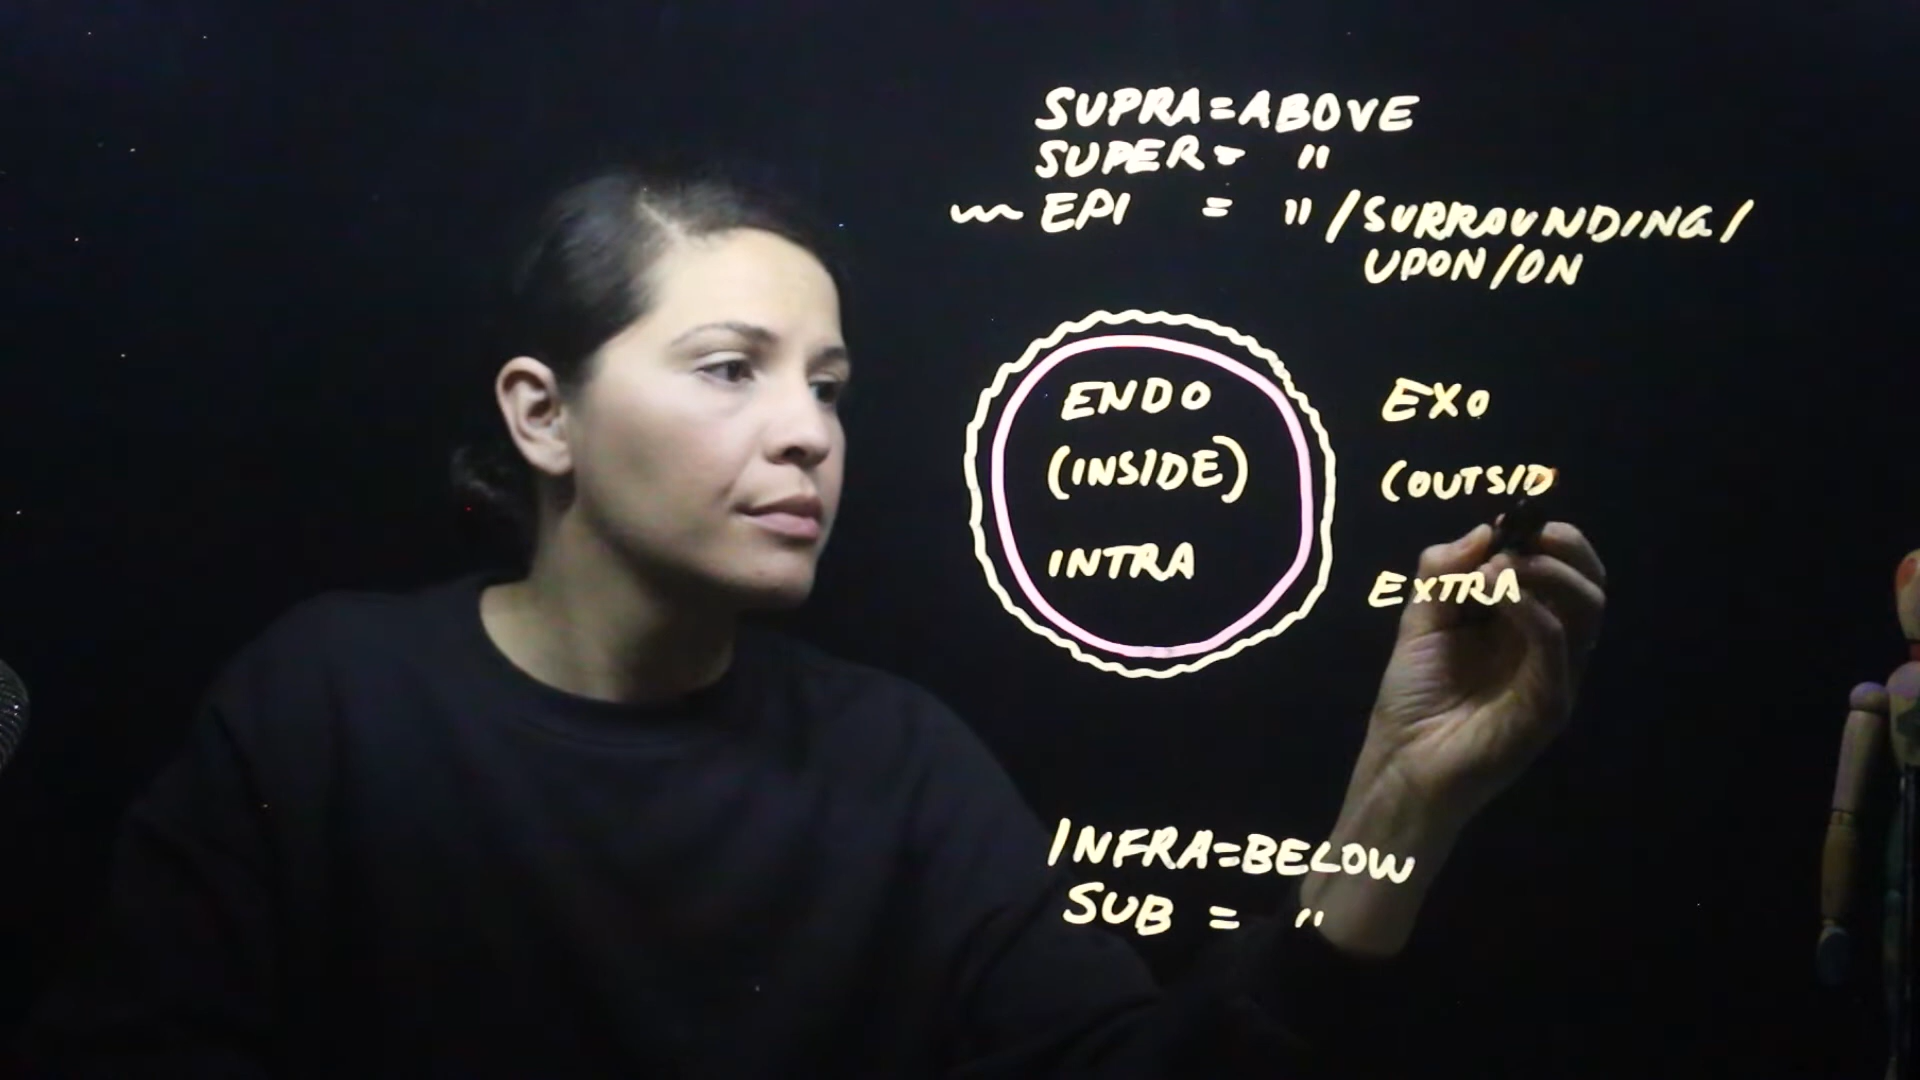 SUPRA=ABOVE
SUPER= "
EPI = "/SURROUNDING/
UPON/ON
ENDO
(INSIDE)
INTRA
EXO
(OUTSID
EXTRA
INFRA=BELOW
SUB = "